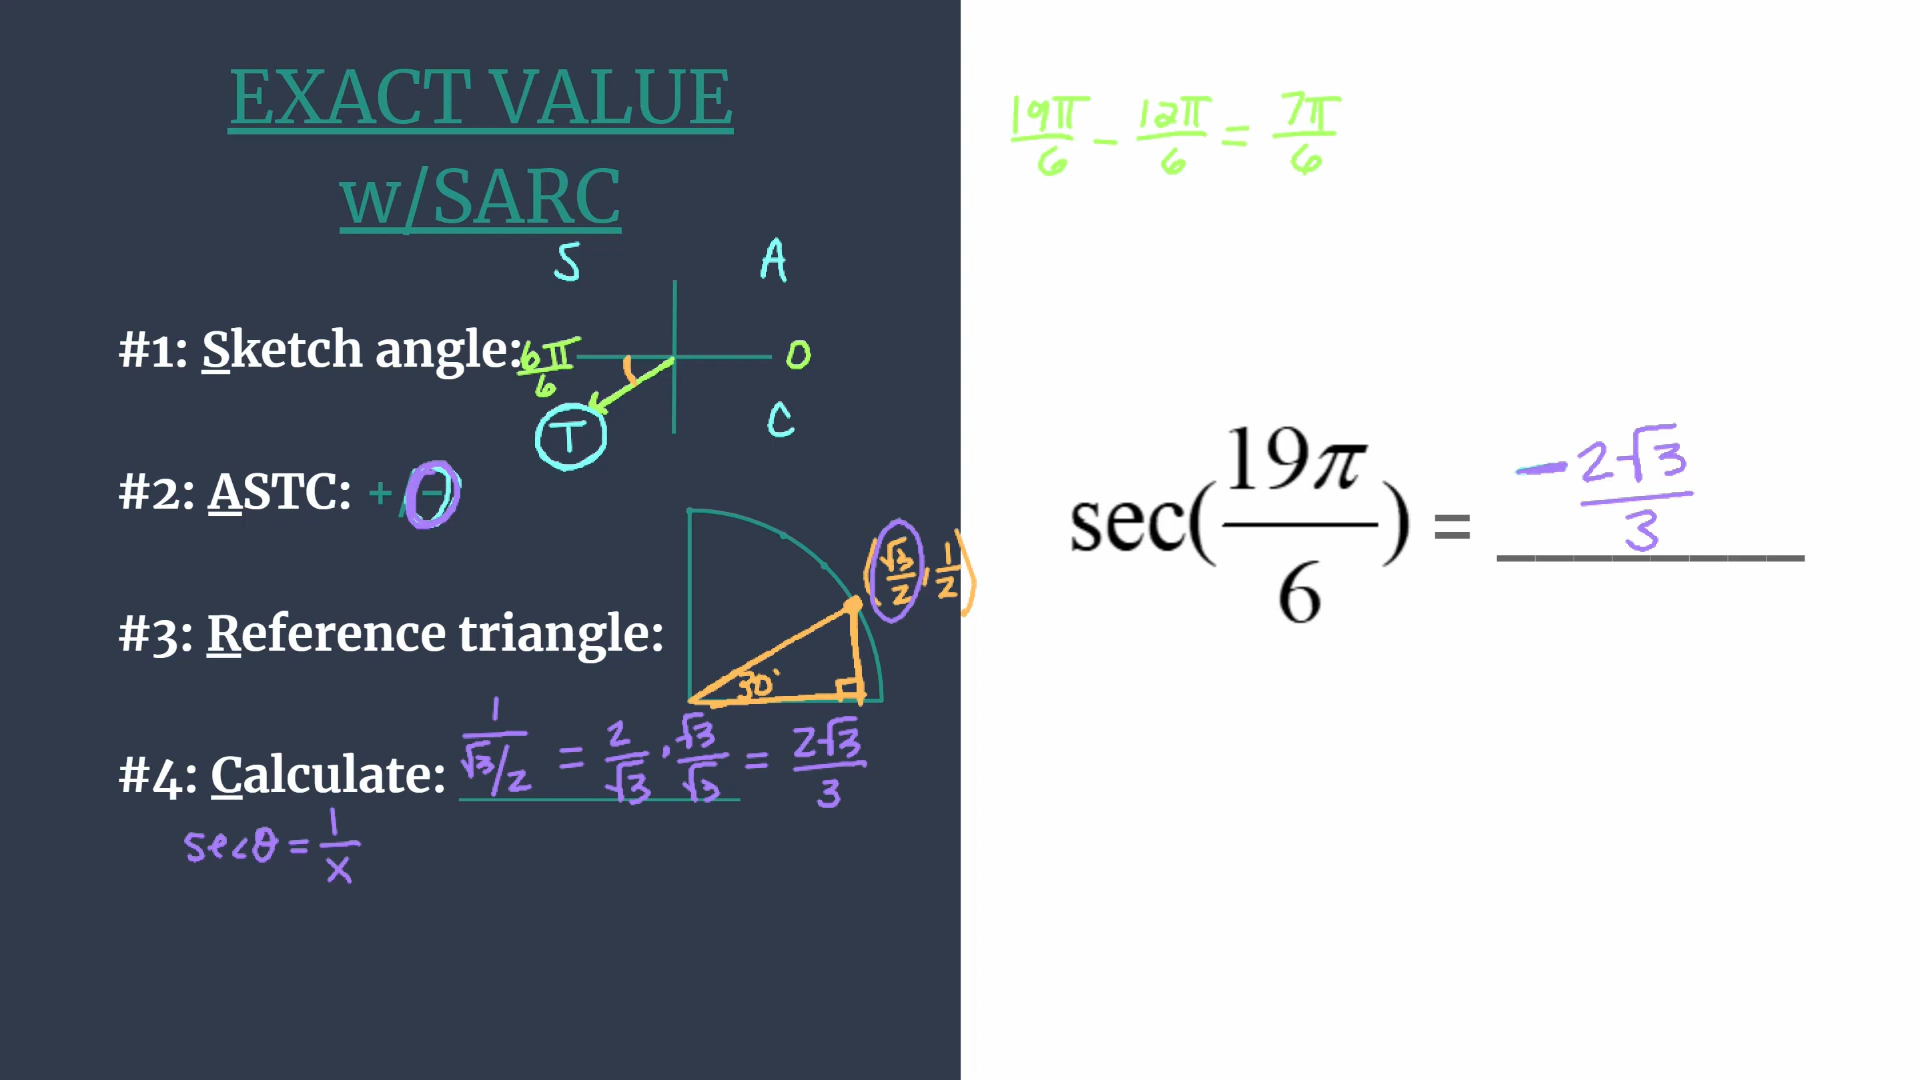 EXACT VALUE
w/SARC
S A
#1: Sketch angle:
6π/6 0
T C
#2: ASTC: +/-
(√3/2, 1/2)
#3: Reference triangle:
30°
#4: Calculate: 1/(√3/2) = 2/√3 · √3/√3 = 2√3/3
secθ = 1/x
19π/6 - 12π/6 = 7π/6
sec(19π/6) = -2√3/3